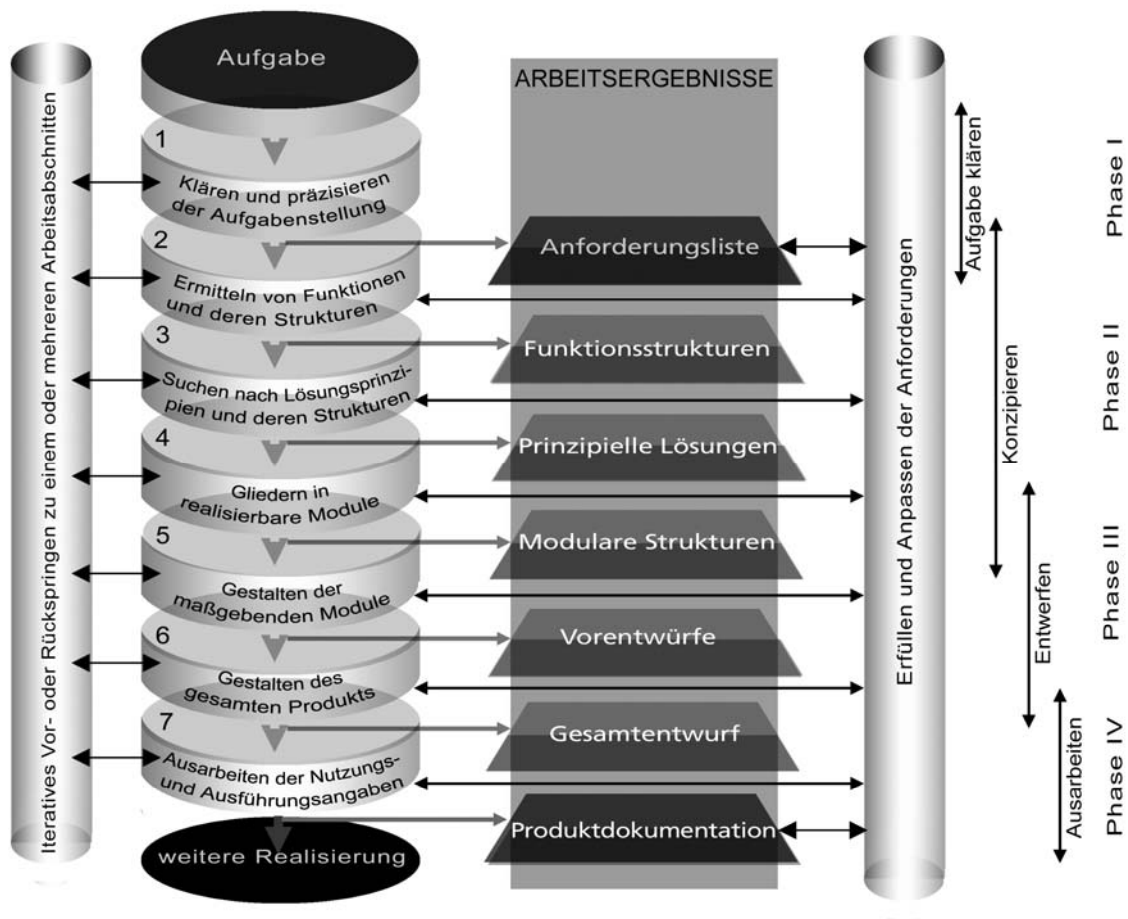 Aufgabe
ARBEITSERGEBNISSE
Iteratives Vor- oder Rückspringen zu einem oder mehreren Arbeitsabschnitten
1
Klären und präzisieren
der Aufgabenstellung
2
Ermitteln von Funktionen
und deren Strukturen
3
Suchen nach Lösungsprinzi-
pien und deren Strukturen
4
Gliedern in
realisierbare Module
5
Gestalten der
maßgebenden Module
6
Gestalten des
gesamten Produkts
7
Ausarbeiten der Nutzungs-
und Ausführungsangaben
weitere Realisierung
Anforderungsliste
Funktionsstrukturen
Prinzipielle Lösungen
Modulare Strukturen
Vorentwürfe
Gesamtentwurf
Produktdokumentation
Erfüllen und Anpassen der Anforderungen
Aufgabe klären
Konzipieren
Entwerfen
Ausarbeiten
Phase I
Phase II
Phase III
Phase IV